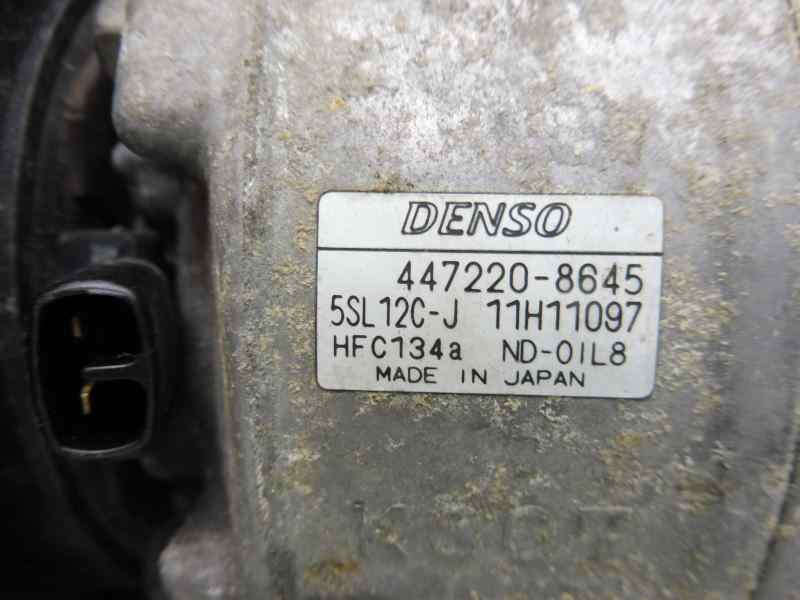 DENSO
447220-8645
5SL12C-J 11H11097
HFC134a ND-OIL8
MADE IN JAPAN